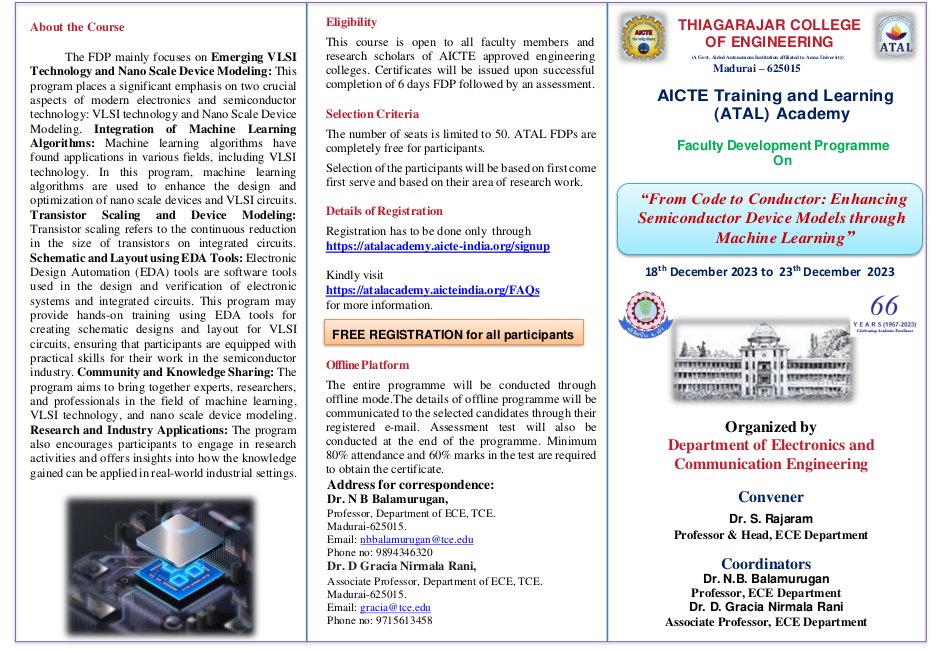 About the Course
The FDP mainly focuses on Emerging VLSI
Technology and Nano Scale Device Modeling: This
program places a significant emphasis on two crucial
aspects of modern electronics and semiconductor
technology: VLSI technology and Nano Scale Device
Modeling. Integration of Machine Learning
Algorithms: Machine learning algorithms have
found applications in various fields, including VLSI
technology. In this program, machine learning
algorithms are used to enhance the design and
optimization of nano scale devices and VLSI circuits.
Transistor Scaling and Device Modeling:
Transistor scaling refers to the continuous reduction
in the size of transistors on integrated circuits.
Schematic and Layout using EDA Tools: Electronic
Design Automation (EDA) tools are software tools
used in the design and verification of electronic
systems and integrated circuits. This program may
provide hands-on training using EDA tools for
creating schematic designs and layout for VLSI
circuits, ensuring that participants are equipped with
practical skills for their work in the semiconductor
industry. Community and Knowledge Sharing: The
program aims to bring together experts, researchers,
and professionals in the field of machine learning,
VLSI technology, and nano scale device modeling.
Research and Industry Applications: The program
also encourages participants to engage in research
activities and offers insights into how the knowledge
gained can be applied in real-world industrial settings.
Eligibility
This course is open to all faculty members and
research scholars of AICTE approved engineering
colleges. Certificates will be issued upon successful
completion of 6 days FDP followed by an assessment.
Selection Criteria
The number of seats is limited to 50. ATAL FDPs are
completely free for participants.
Selection of the participants will be based on first come
first serve and based on their area of research work.
Details of Registration
Registration has to be done only through
https://atalacademy.aicte-india.org/signup
Kindly visit
https://atalacademy.aicteindia.org/FAQs
for more information.
FREE REGISTRATION for all participants
Offline Platform
The entire programme will be conducted through
offline mode.The details of offline programme will be
communicated to the selected candidates through their
registered e-mail. Assessment test will also be
conducted at the end of the programme. Minimum
80% attendance and 60% marks in the test are required
to obtain the certificate.
Address for correspondence:
Dr. N B Balamurugan,
Professor, Department of ECE, TCE.
Madurai-625015.
Email: nbbalamurugan@tce.edu
Phone no: 9894346320
Dr. D Gracia Nirmala Rani,
Associate Professor, Department of ECE, TCE.
Madurai-625015.
Email: gracia@tce.edu
Phone no: 9715613458
AICTE
THIAGARAJAR COLLEGE
OF ENGINEERING
(A Govt. Aided Autonomous Institution affiliated to Anna University)
Madurai – 625015
ATAL
AICTE Training and Learning
(ATAL) Academy
Faculty Development Programme
On
“From Code to Conductor: Enhancing
Semiconductor Device Models through
Machine Learning”
18th December 2023 to 23th December 2023
66
YEARS (1957-2023)
Celebrating Academic Excellence
Organized by
Department of Electronics and
Communication Engineering
Convener
Dr. S. Rajaram
Professor & Head, ECE Department
Coordinators
Dr. N.B. Balamurugan
Professor, ECE Department
Dr. D. Gracia Nirmala Rani
Associate Professor, ECE Department